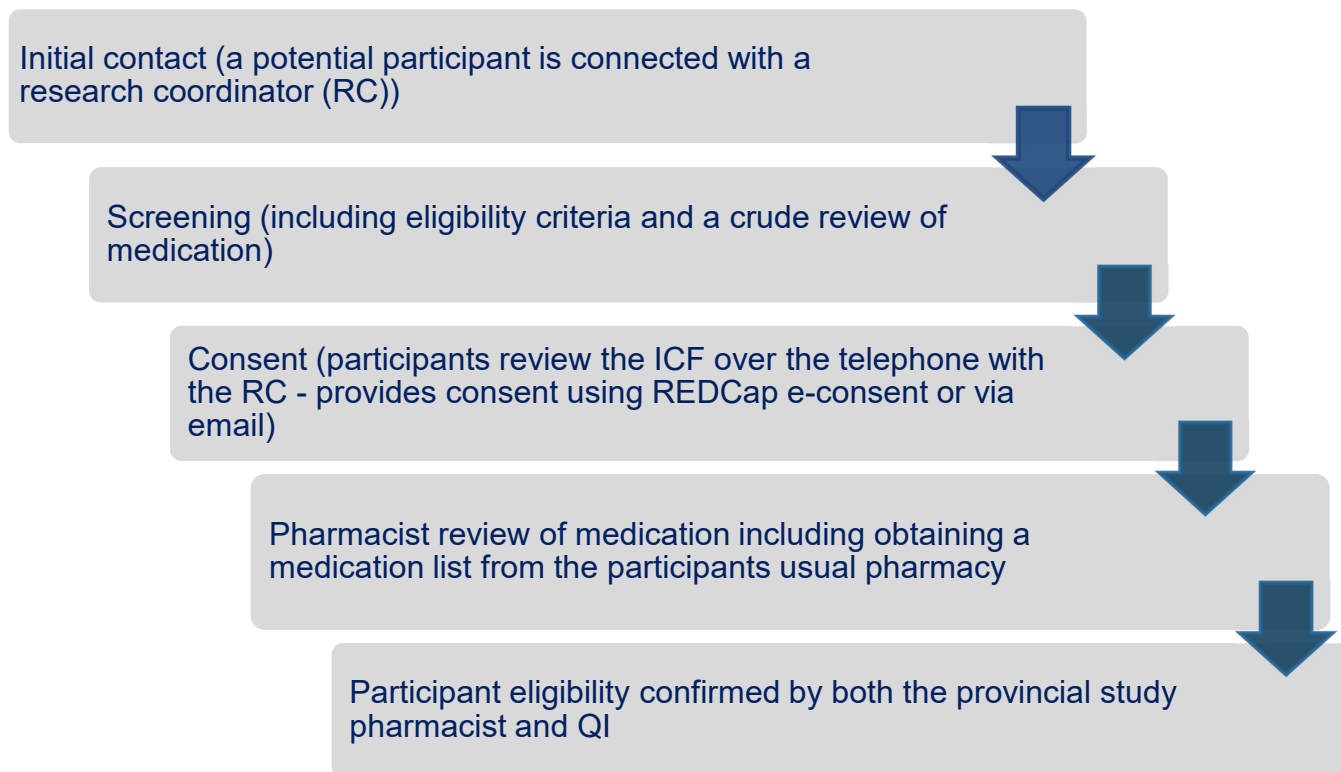 Initial contact (a potential participant is connected with a
research coordinator (RC))
Screening (including eligibility criteria and a crude review of
medication)
Consent (participants review the ICF over the telephone with
the RC - provides consent using REDCap e-consent or via
email)
Pharmacist review of medication including obtaining a
medication list from the participants usual pharmacy
Participant eligibility confirmed by both the provincial study
pharmacist and QI